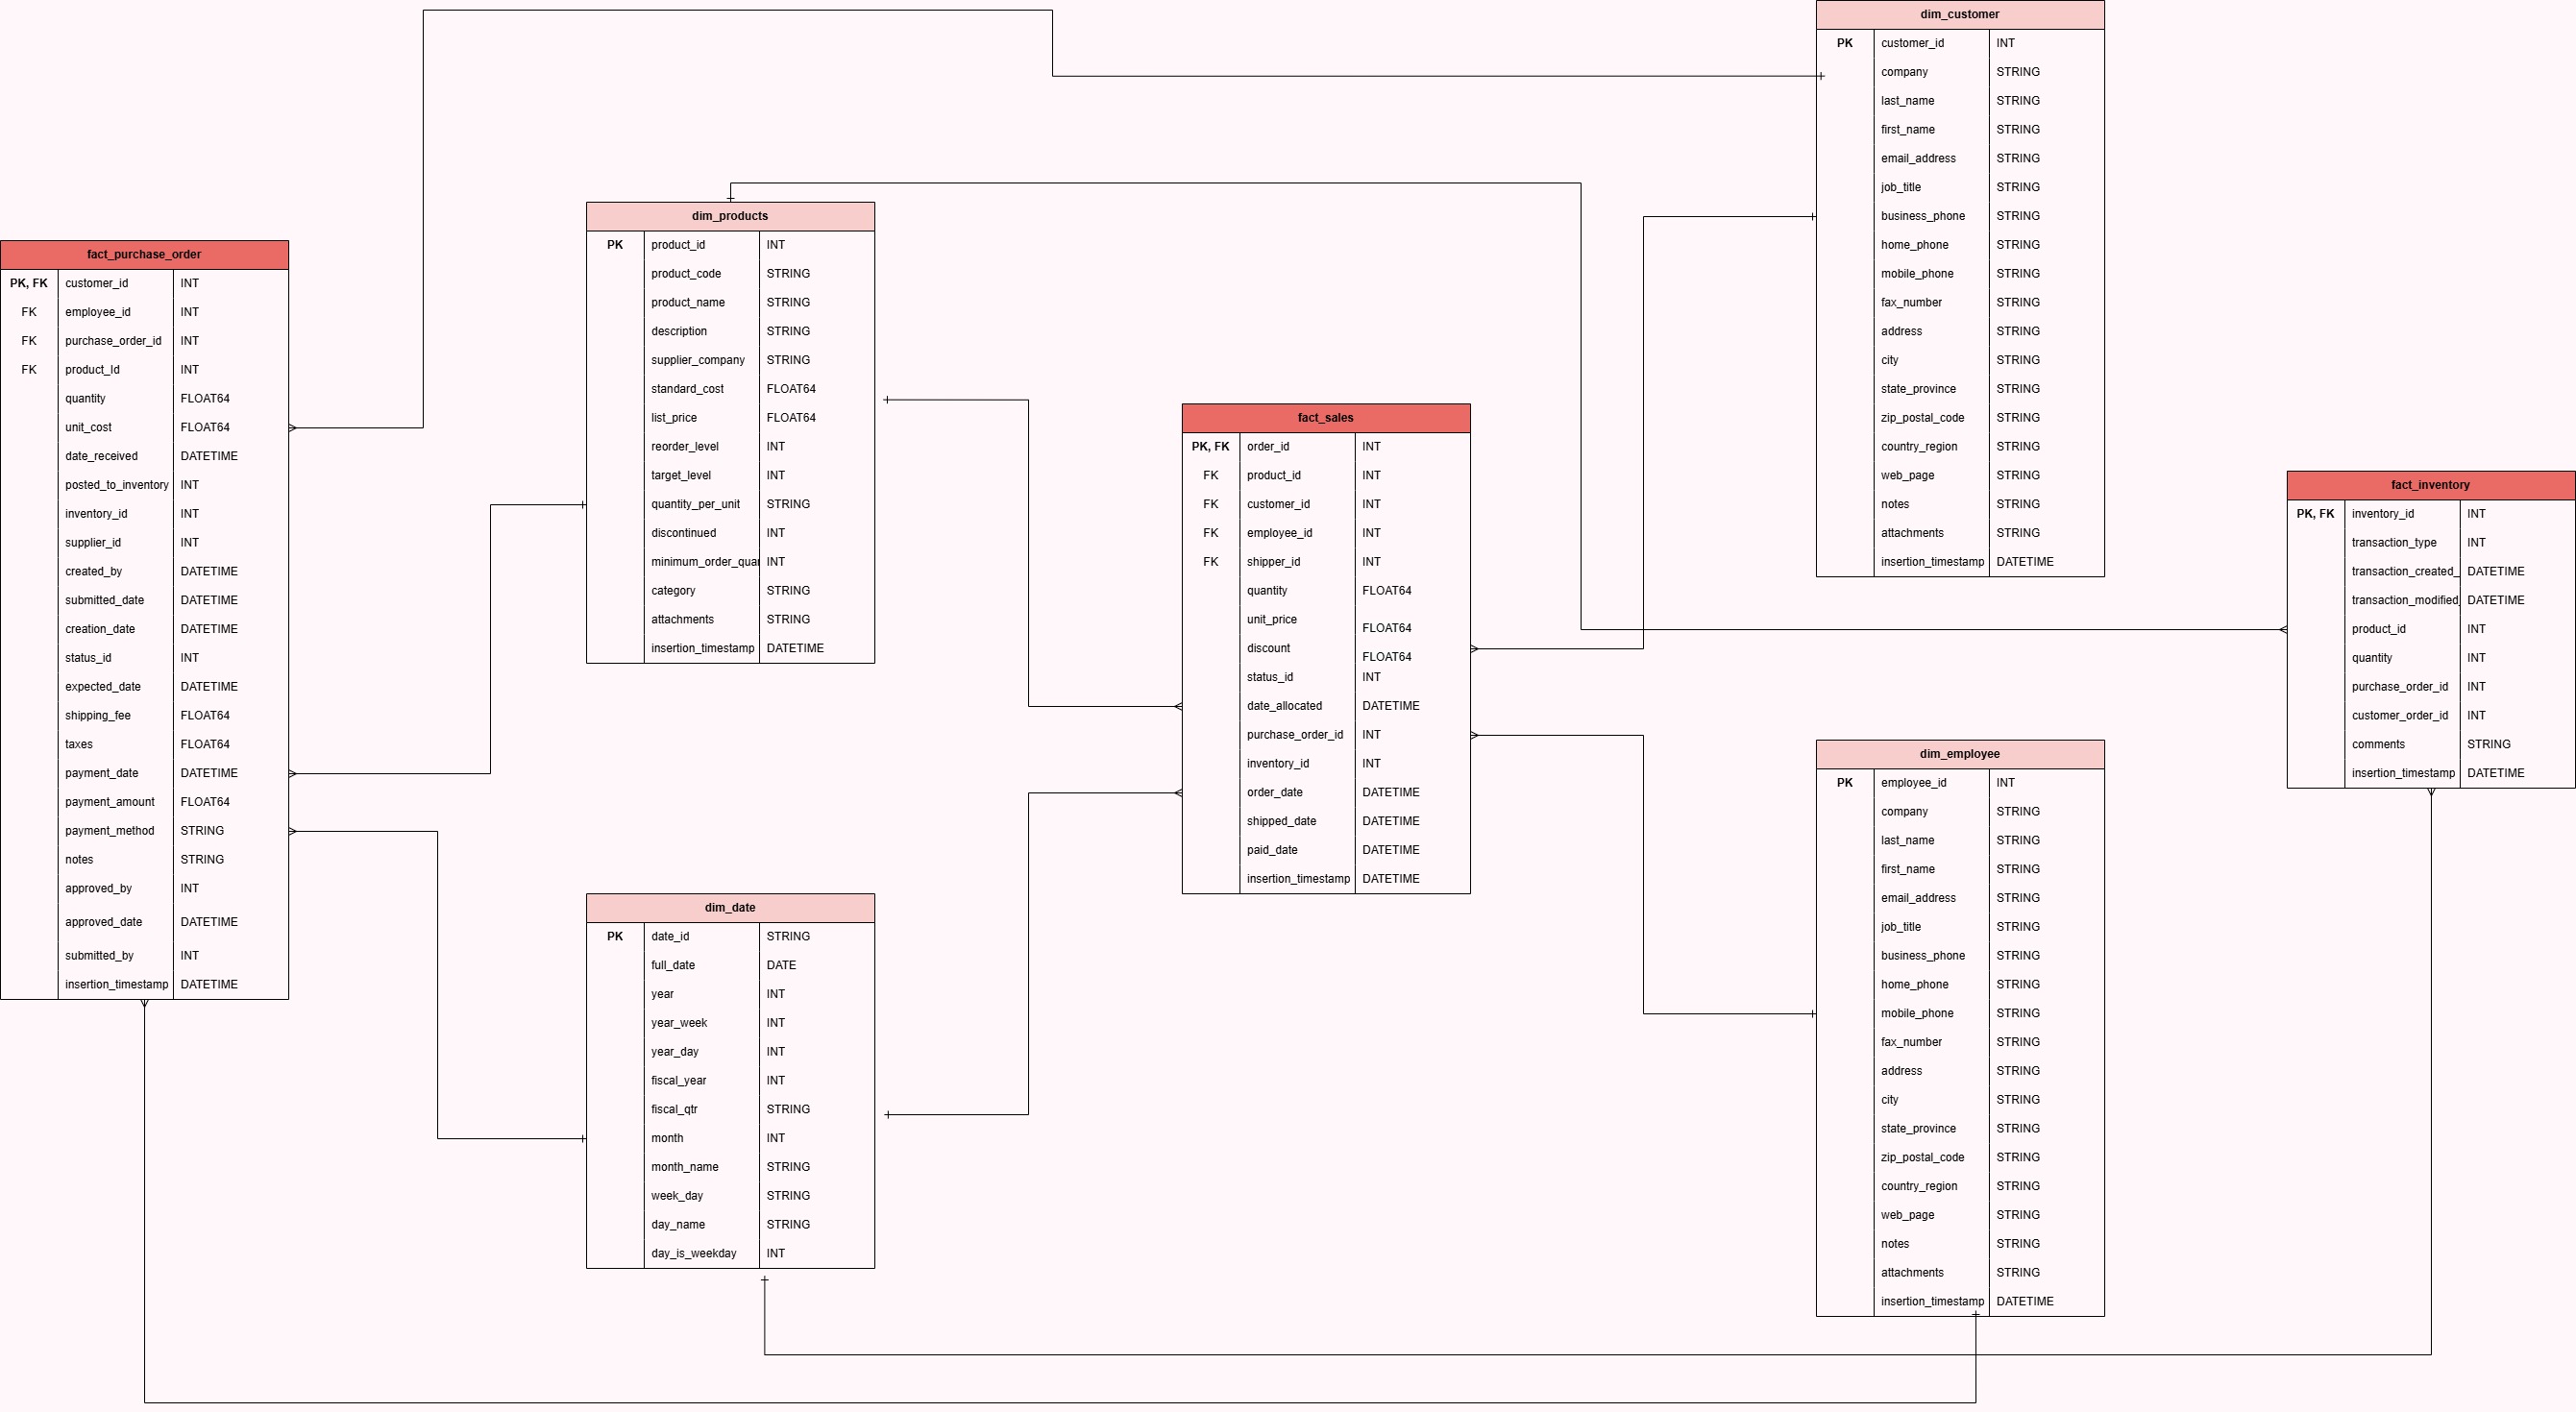 dim_customer
PK customer_id INT
company STRING
last_name STRING
first_name STRING
email_address STRING
job_title STRING
business_phone STRING
home_phone STRING
mobile_phone STRING
fax_number STRING
address STRING
city STRING
state_province STRING
zip_postal_code STRING
country_region STRING
web_page STRING
notes STRING
attachments STRING
insertion_timestamp DATETIME
dim_products
PK product_id INT
product_code STRING
product_name STRING
description STRING
supplier_company STRING
standard_cost FLOAT64
list_price FLOAT64
reorder_level INT
target_level INT
quantity_per_unit STRING
discontinued INT
minimum_order_qua INT
category STRING
attachments STRING
insertion_timestamp DATETIME
fact_purchase_order
PK, FK customer_id INT
FK employee_id INT
FK purchase_order_id INT
FK product_Id INT
quantity FLOAT64
unit_cost FLOAT64
date_received DATETIME
posted_to_inventory INT
inventory_id INT
supplier_id INT
created_by DATETIME
submitted_date DATETIME
creation_date DATETIME
status_id INT
expected_date DATETIME
shipping_fee FLOAT64
taxes FLOAT64
payment_date DATETIME
payment_amount FLOAT64
payment_method STRING
notes STRING
approved_by INT
approved_date DATETIME
submitted_by INT
insertion_timestamp DATETIME
fact_sales
PK, FK order_id INT
FK product_id INT
FK customer_id INT
FK employee_id INT
FK shipper_id INT
quantity FLOAT64
unit_price FLOAT64
discount FLOAT64
status_id INT
date_allocated DATETIME
purchase_order_id INT
inventory_id INT
order_date DATETIME
shipped_date DATETIME
paid_date DATETIME
insertion_timestamp DATETIME
fact_inventory
PK, FK inventory_id INT
transaction_type INT
transaction_created_ DATETIME
transaction_modified_ DATETIME
product_id INT
quantity INT
purchase_order_id INT
customer_order_id INT
comments STRING
insertion_timestamp DATETIME
dim_employee
PK employee_id INT
company STRING
last_name STRING
first_name STRING
email_address STRING
job_title STRING
business_phone STRING
home_phone STRING
mobile_phone STRING
fax_number STRING
address STRING
city STRING
state_province STRING
zip_postal_code STRING
country_region STRING
web_page STRING
notes STRING
attachments STRING
insertion_timestamp DATETIME
dim_date
PK date_id STRING
full_date DATE
year INT
year_week INT
year_day INT
fiscal_year INT
fiscal_qtr STRING
month INT
month_name STRING
week_day STRING
day_name STRING
day_is_weekday INT